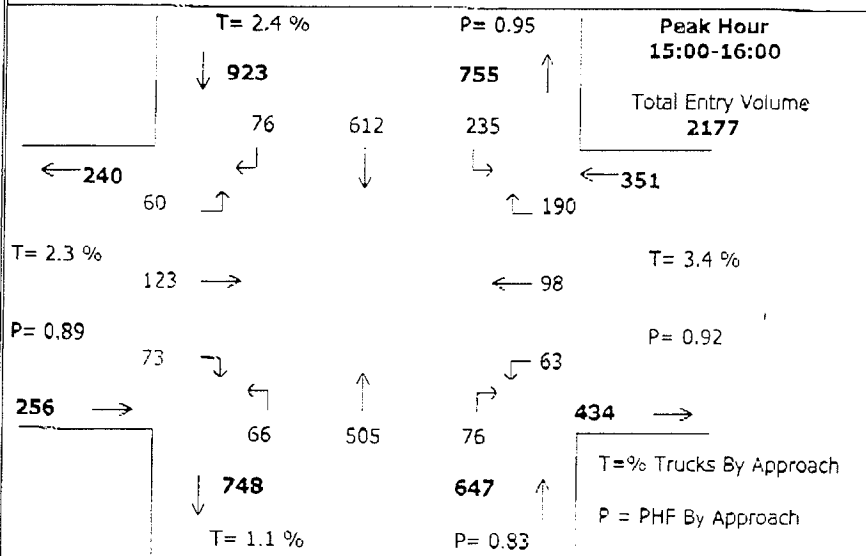 T= 2.4 % P= 0.95 Peak Hour
15:00-16:00
923 755
Total Entry Volume
76 612 235 2177
240 351
60 190
T= 2.3 % T= 3.4 %
123 98
P= 0.89 P= 0.92
73 63
256 434
66 505 76
T=% Trucks By Approach
748 647
P = PHF By Approach
T= 1.1 % P= 0.83